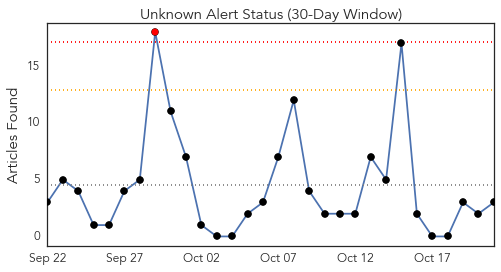 Unknown Alert Status (30-Day Window)
Articles Found
15
10
5
0
Sep 22 Sep 27 Oct 02 Oct 07 Oct 12 Oct 17